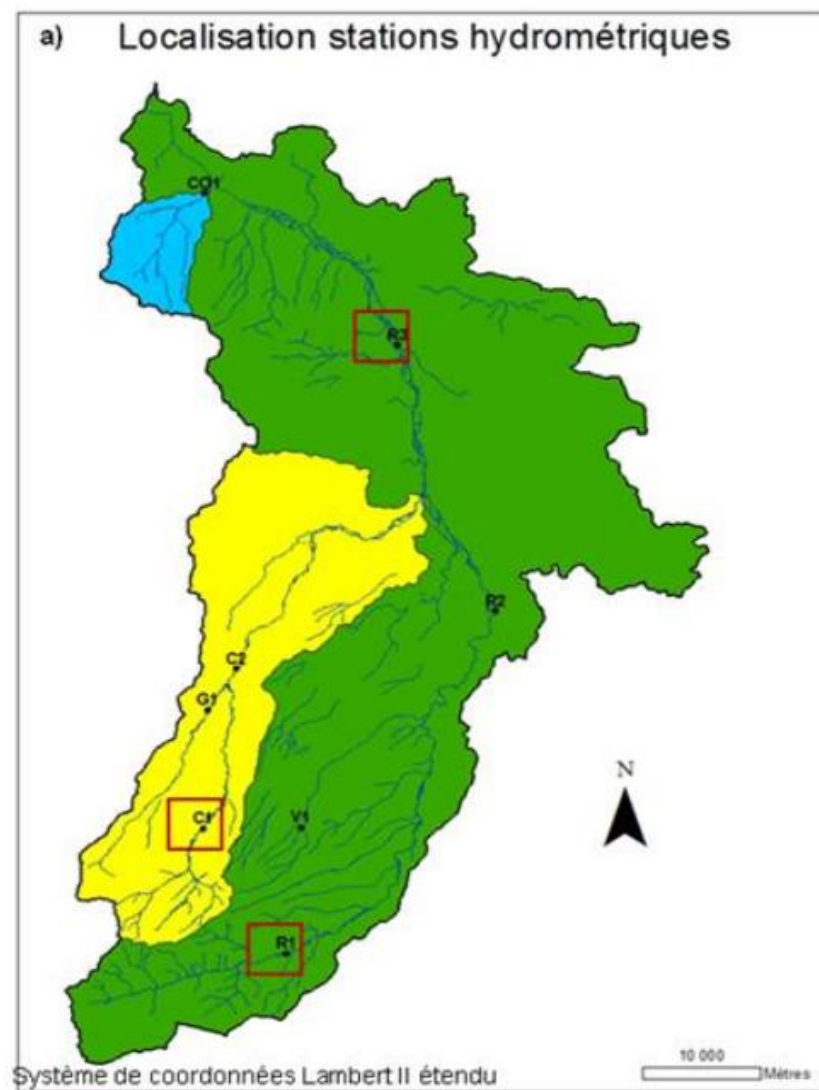 a) Localisation stations hydrométriques
CO1
R3
R2
C2
G1
N
C1
V1
R1
10 000
Mètres
Système de coordonnées Lambert II étendu